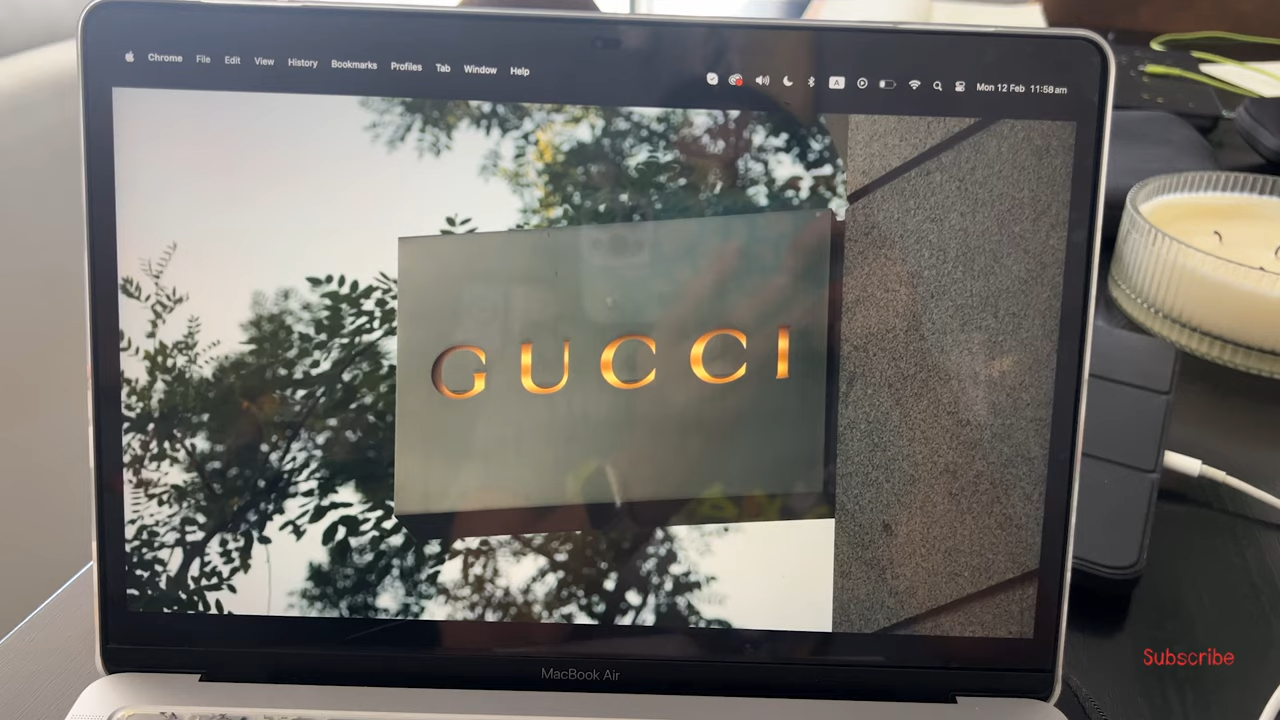 Chrome File Edit View History Bookmarks Profiles Tab Window Help
A Mon 12 Feb 11:58 am
GUCCI
MacBook Air
Subscribe